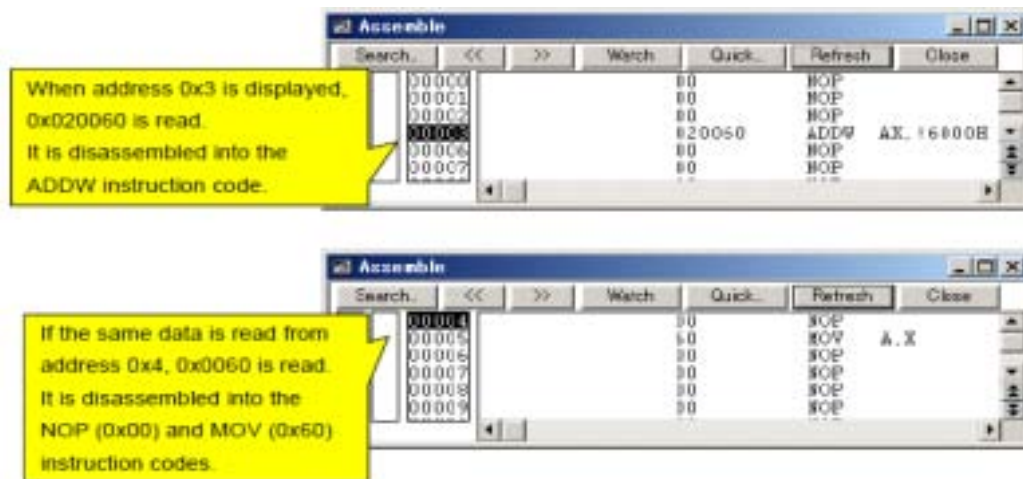 Assemble
Search.. << >> Watch Quick.. Refresh Close
When address 0x3 is displayed,
0x020060 is read.
It is disassembled into the
ADDW instruction code.
00000 00 NOP
00001 00 NOP
00002 00 NOP
00003 020060 ADDW AX,!6000H
00006 00 NOP
00007 00 NOP
Assemble
Search.. << >> Watch Quick.. Refresh Close
If the same data is read from
address 0x4, 0x0060 is read.
It is disassembled into the
NOP (0x00) and MOV (0x60)
instruction codes.
00004 00 NOP
00005 60 MOV A,X
00006 00 NOP
00007 00 NOP
00008 00 NOP
00009 00 NOP